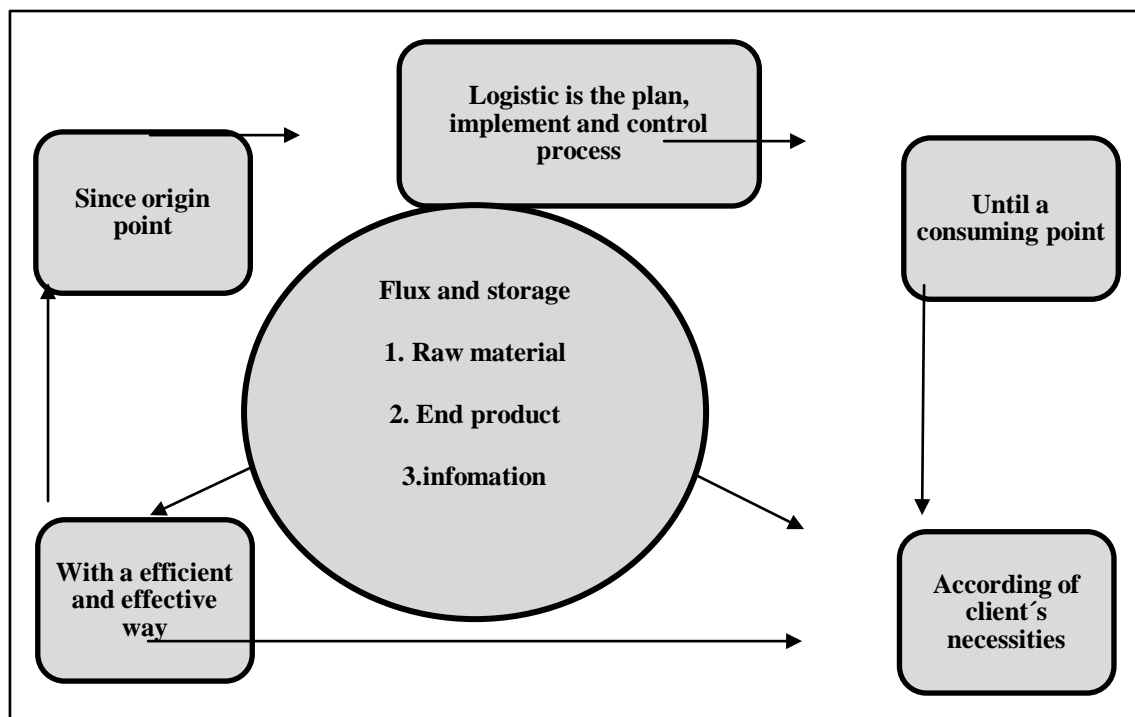 Logistic is the plan,
implement and control
process
Since origin
point
Until a
consuming point
Flux and storage
1. Raw material
2. End product
3.infomation
With a efficient
and effective
way
According of
client´s
necessities